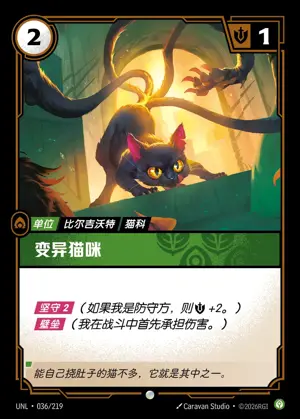 2
1
单位 比尔吉沃特 猫科
变异猫咪
坚守 2 （如果我是防守方，则 +2。）
壁垒 （我在战斗中首先承担伤害。）
能自己挠肚子的猫不多，它就是其中之一。
UNL • 036/219 Caravan Studio • ©2026RGI